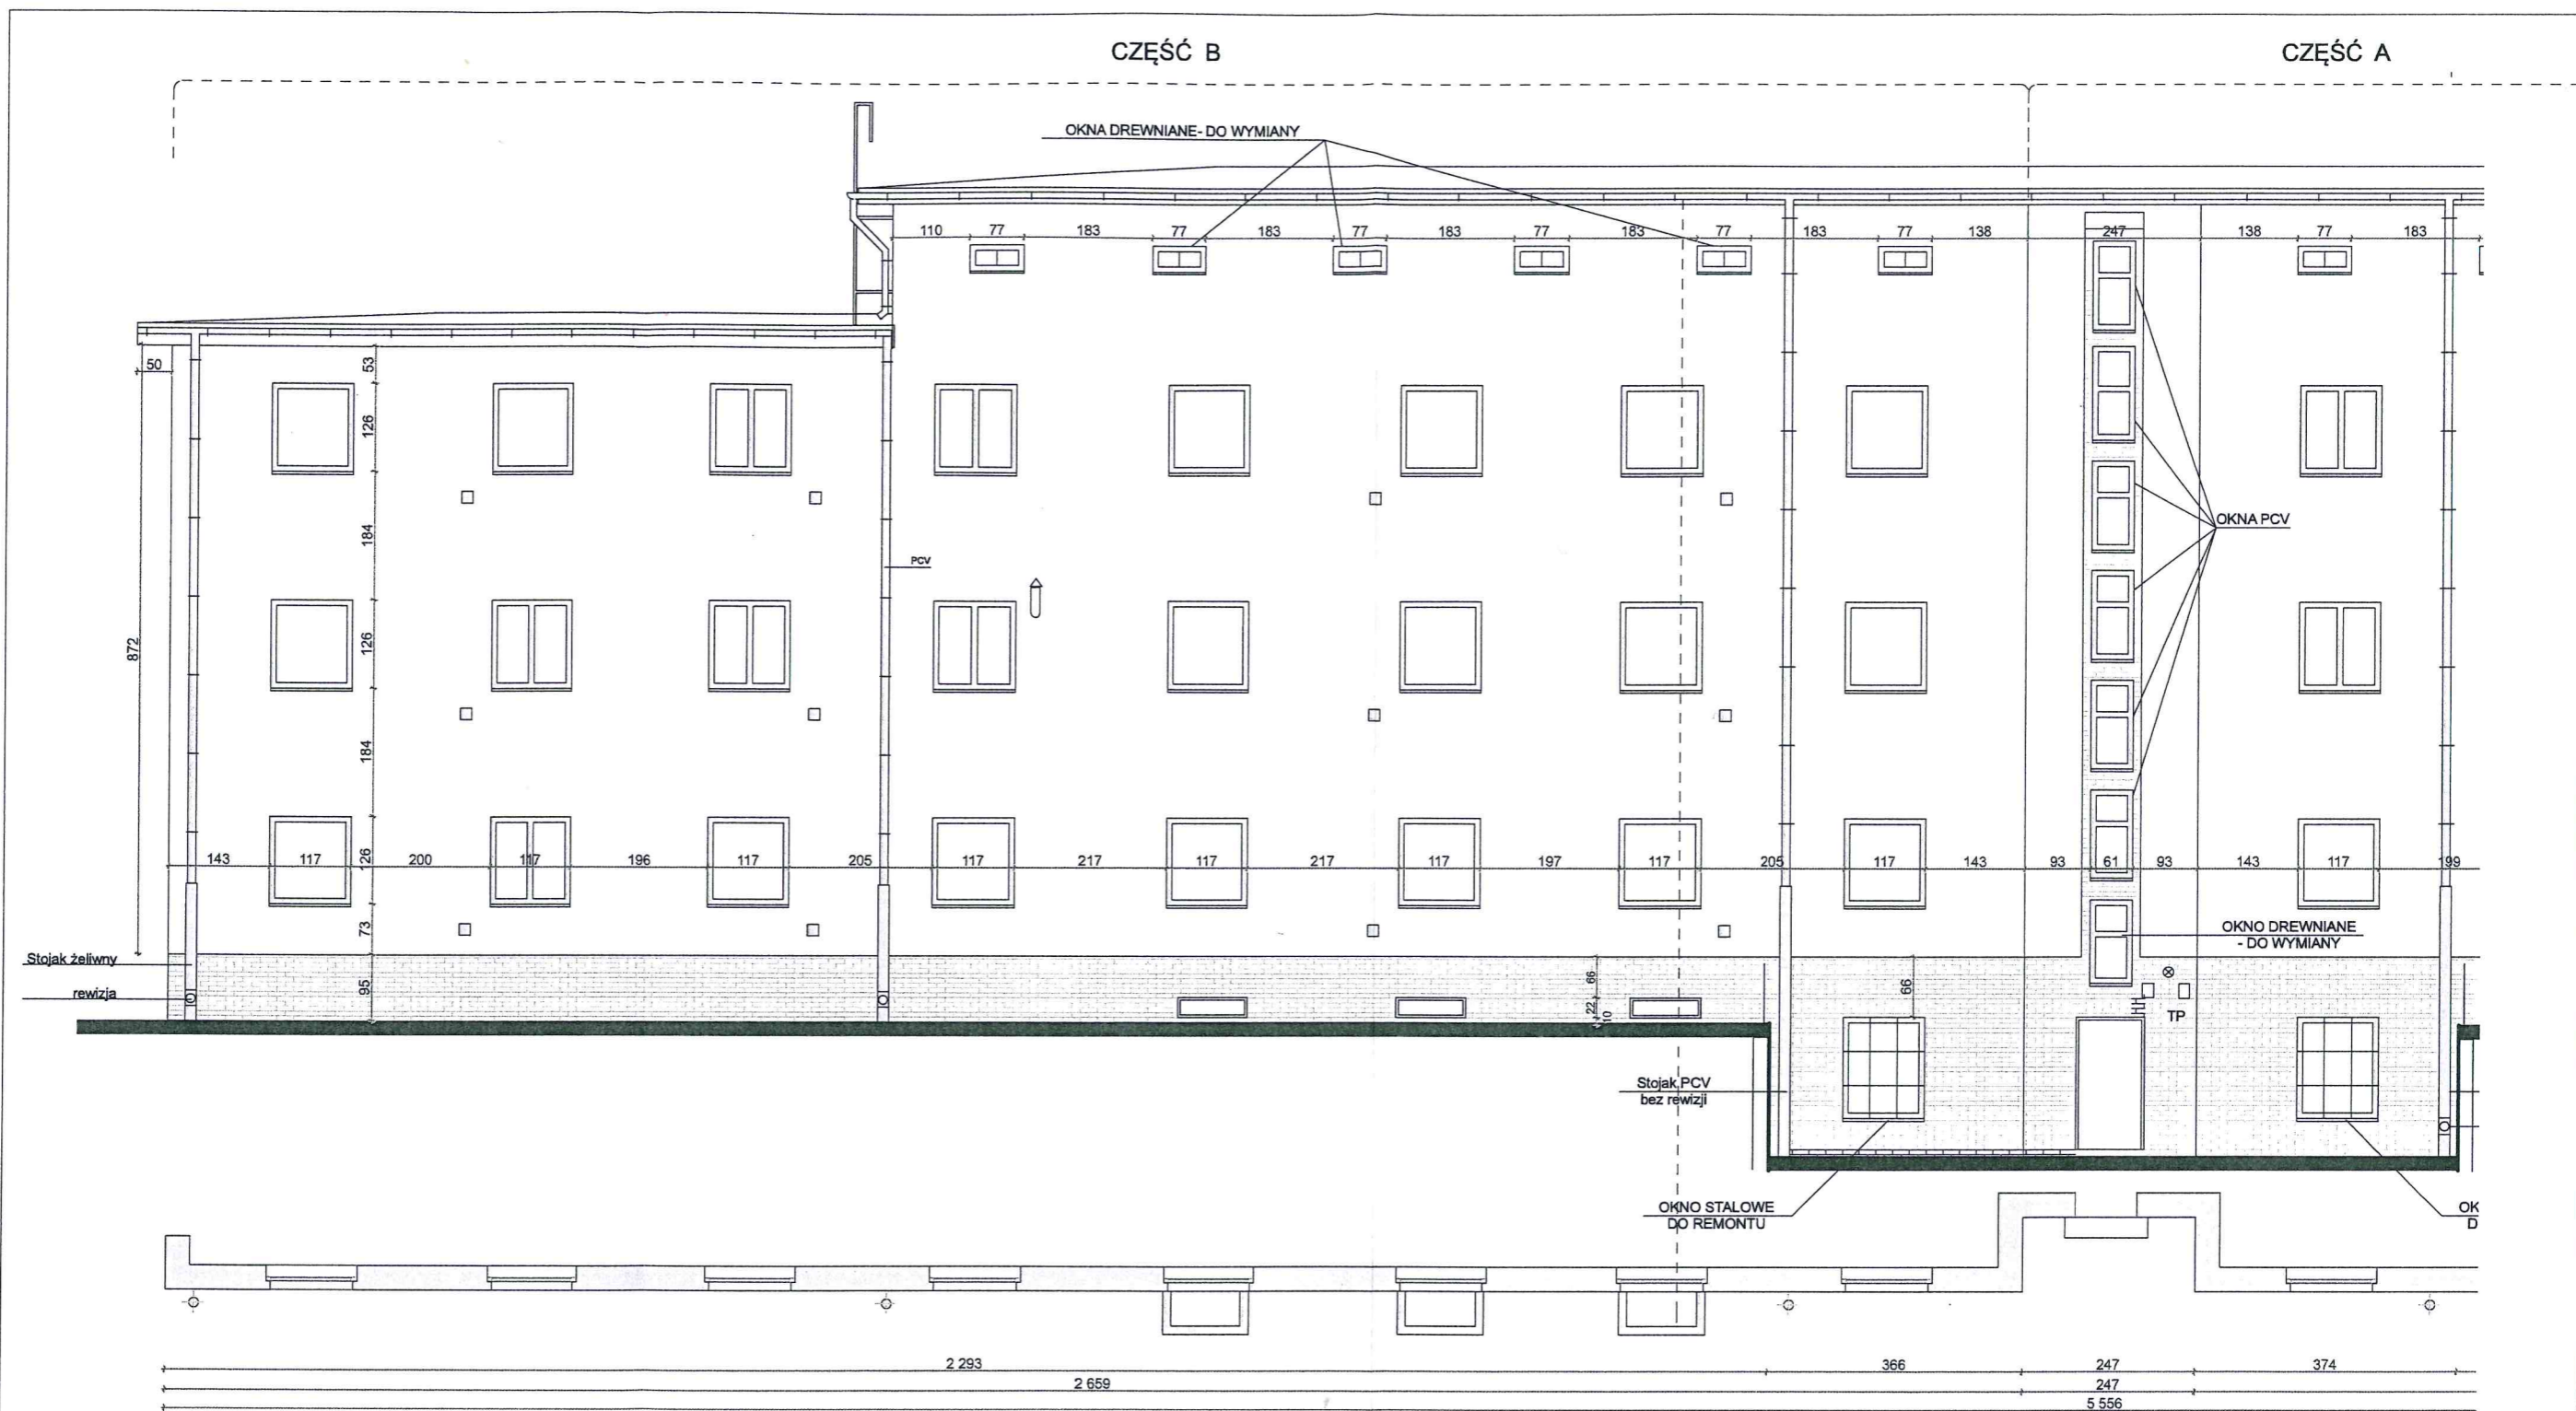 CZĘŚĆ B
CZĘŚĆ A
OKNA DREWNIANE- DO WYMIANY
110 77 183 77 183 77 183 77 183 77 183 77 138 247 138 77 183
50
53
126
184
126
184
126
73
95
872
PCV
OKNA PCV
143 117 200 117 196 117 205 117 217 117 217 117 197 117 205 117 143 93 61 93 143 117 199
OKNO DREWNIANE
- DO WYMIANY
Stojak żeliwny
rewizja
66
22
10
66
TP
Stojak PCV
bez rewizji
OKNO STALOWE
DO REMONTU
OK
D
2 293 366 247 374
2 659 247
5 556